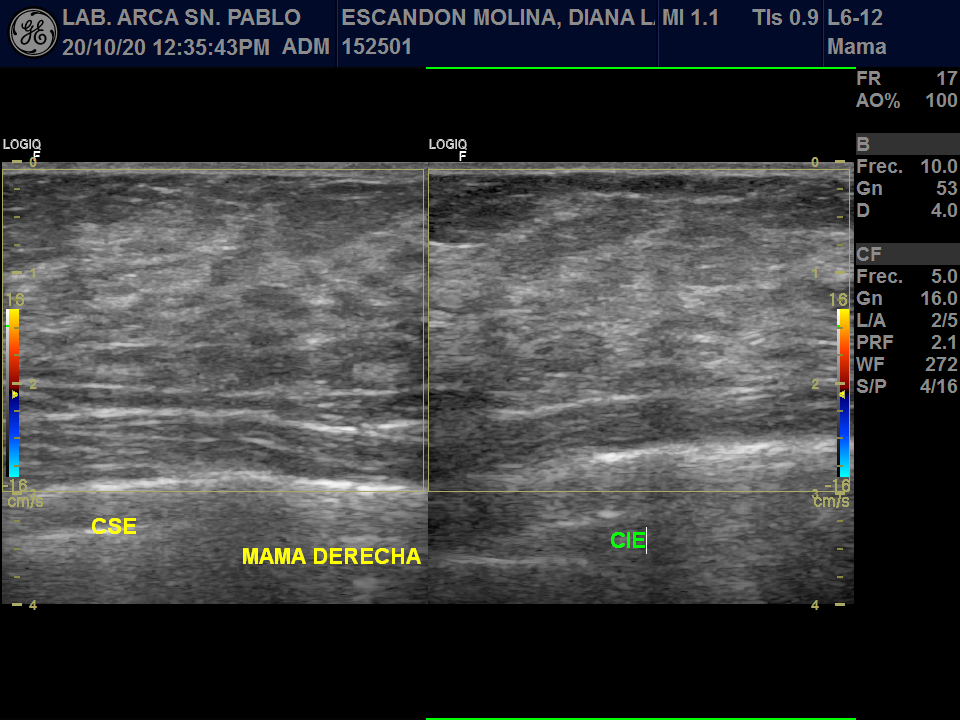 LAB. ARCA SN. PABLO
20/10/20 12:35:43PM ADM
ESCANDON MOLINA, DIANA L
152501
MI 1.1 TIs 0.9
L6-12
Mama
FR 17
AO% 100
B
Frec. 10.0
Gn 53
D 4.0
CF
Frec. 5.0
Gn 16.0
L/A 2/5
PRF 2.1
WF 272
S/P 4/16
LOGIQ
F
0
1
16
2
-16
3
cm/s
4
CSE
MAMA DERECHA
LOGIQ
F
0
1
16
2
-16
3
cm/s
4
CIE